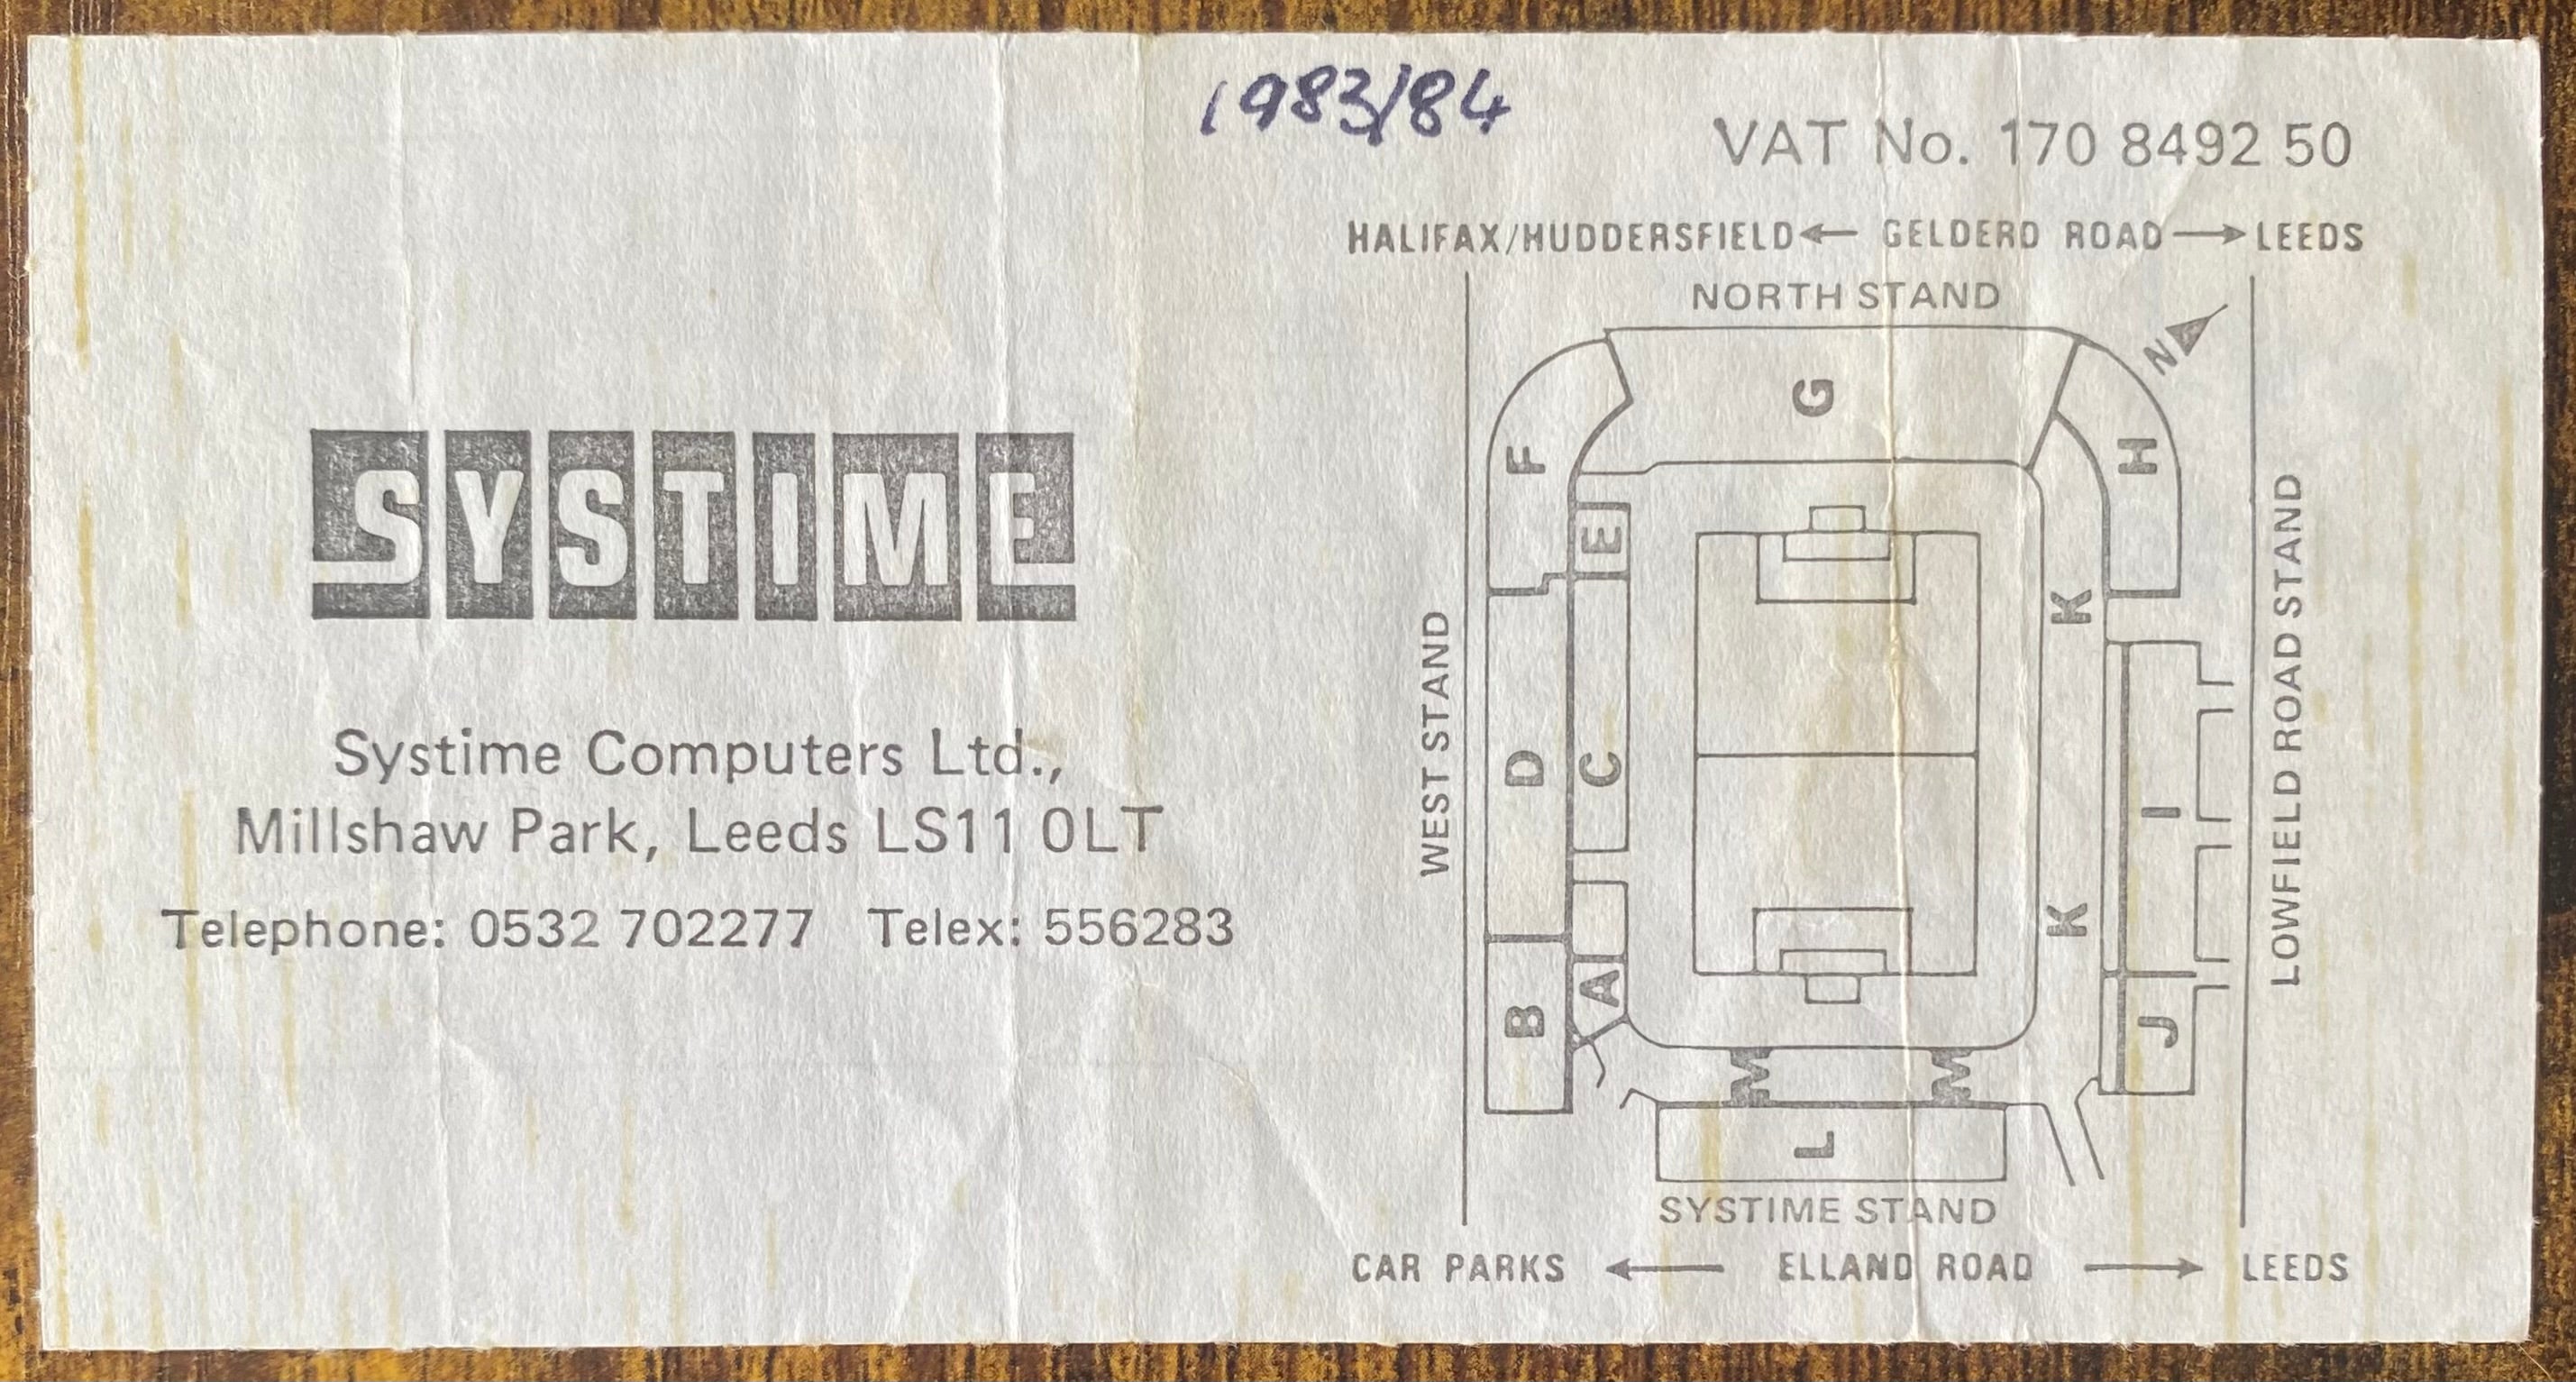 1983/84
VAT No. 170 8492 50
SYSTIME
Systime Computers Ltd.,
Millshaw Park, Leeds LS11 0LT
Telephone: 0532 702277 Telex: 556283
HALIFAX/HUDDERSFIELD ← GELDERD ROAD → LEEDS
NORTH STAND
N
G
F
H
E
K
WEST STAND
D
C
I
LOWFIELD ROAD STAND
K
B
A
J
M M
L
SYSTIME STAND
CAR PARKS ← ELLAND ROAD → LEEDS